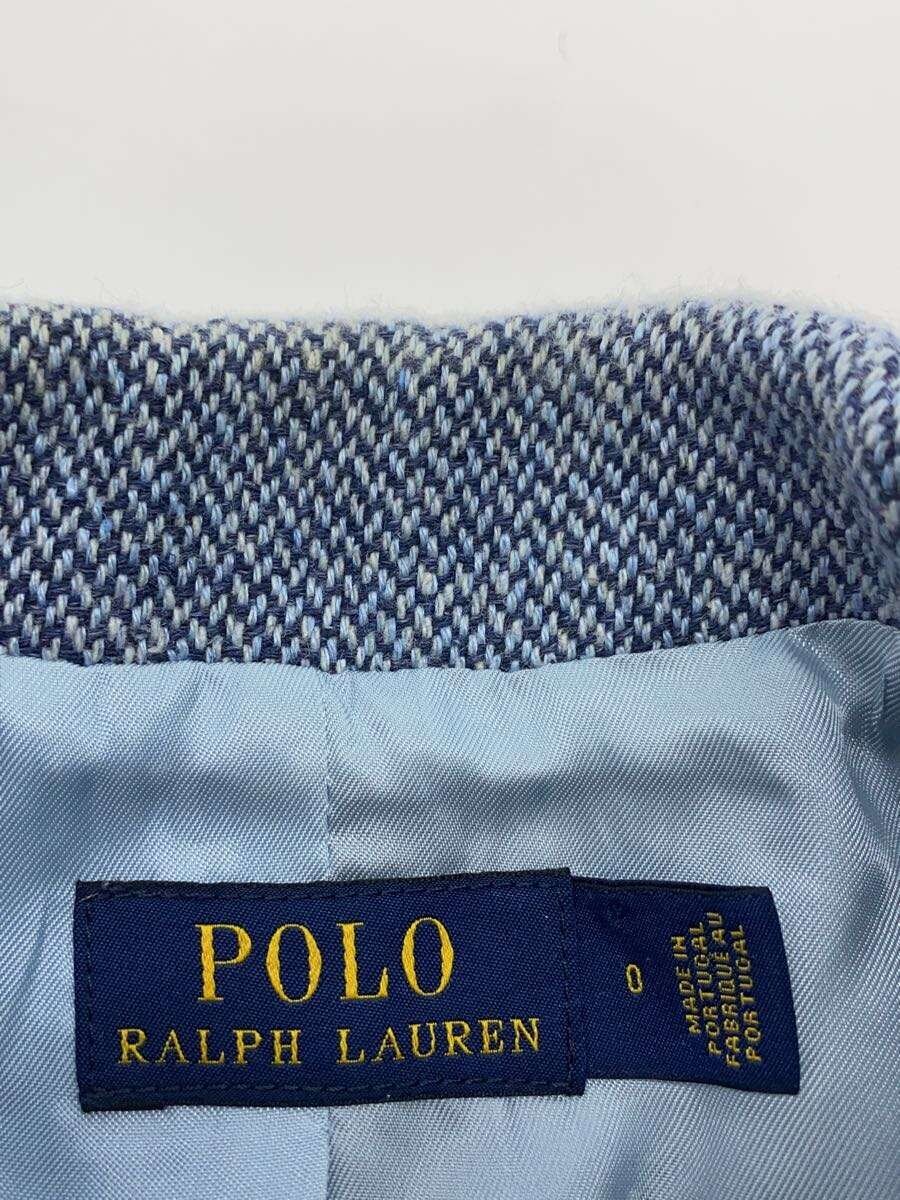 POLO
RALPH LAUREN
0
MADE IN
PORTUGAL
FABRIQUÉ AU
PORTUGAL